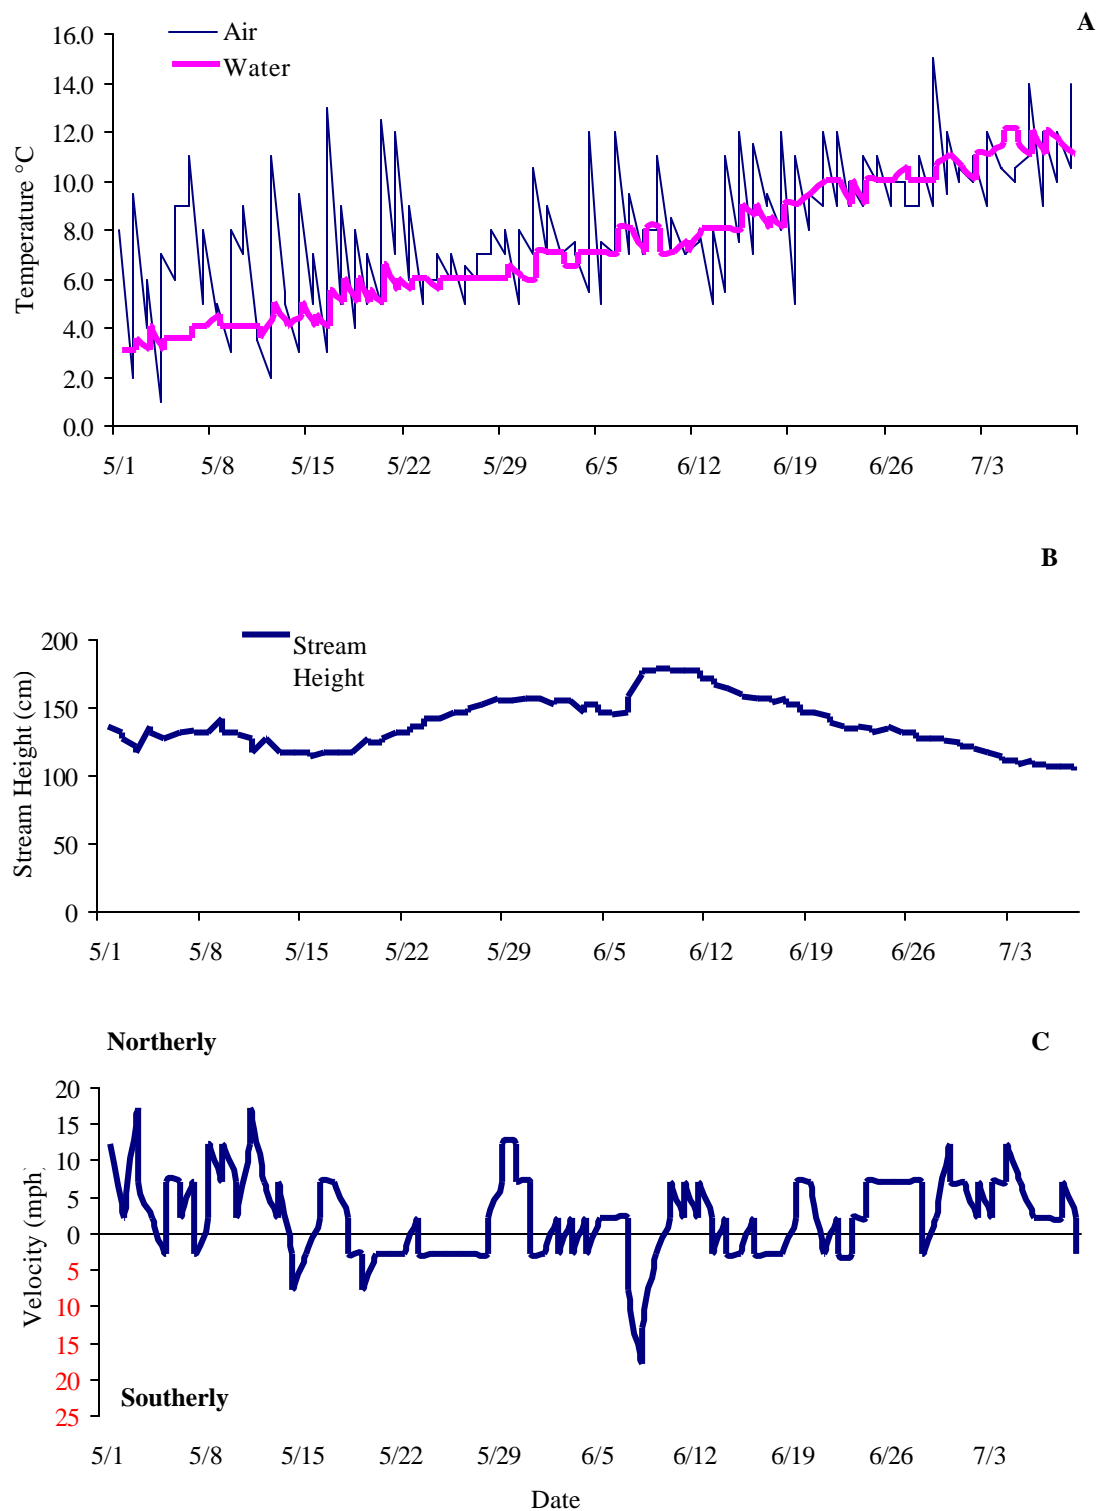 A
Air
Water
Temperature °C
16.0
14.0
12.0
10.0
8.0
6.0
4.0
2.0
0.0
5/1 5/8 5/15 5/22 5/29 6/5 6/12 6/19 6/26 7/3
B
Stream
Height
Stream Height (cm)
200
150
100
50
0
5/1 5/8 5/15 5/22 5/29 6/5 6/12 6/19 6/26 7/3
Northerly
C
Velocity (mph)
20
15
10
5
0
5
10
15
20
25
Southerly
5/1 5/8 5/15 5/22 5/29 6/5 6/12 6/19 6/26 7/3
Date